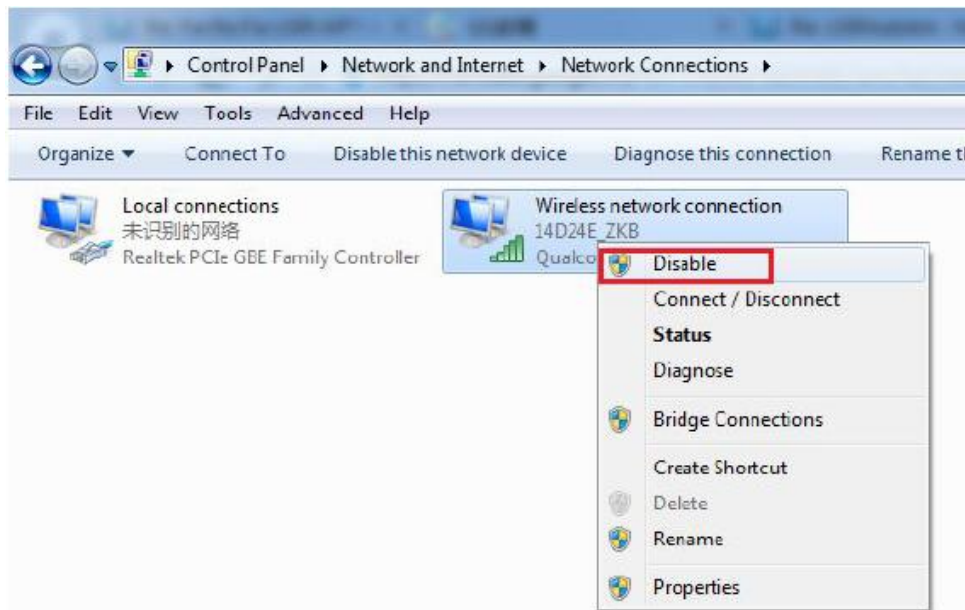 Control Panel Network and Internet Network Connections
File Edit View Tools Advanced Help
Organize Connect To Disable this network device Diagnose this connection Rename
Local connections
未识别的网络
Realtek PCIe GBE Family Controller
Wireless network connection
14D24E_ZKB
Disable
Connect / Disconnect
Status
Diagnose
Bridge Connections
Create Shortcut
Delete
Rename
Properties